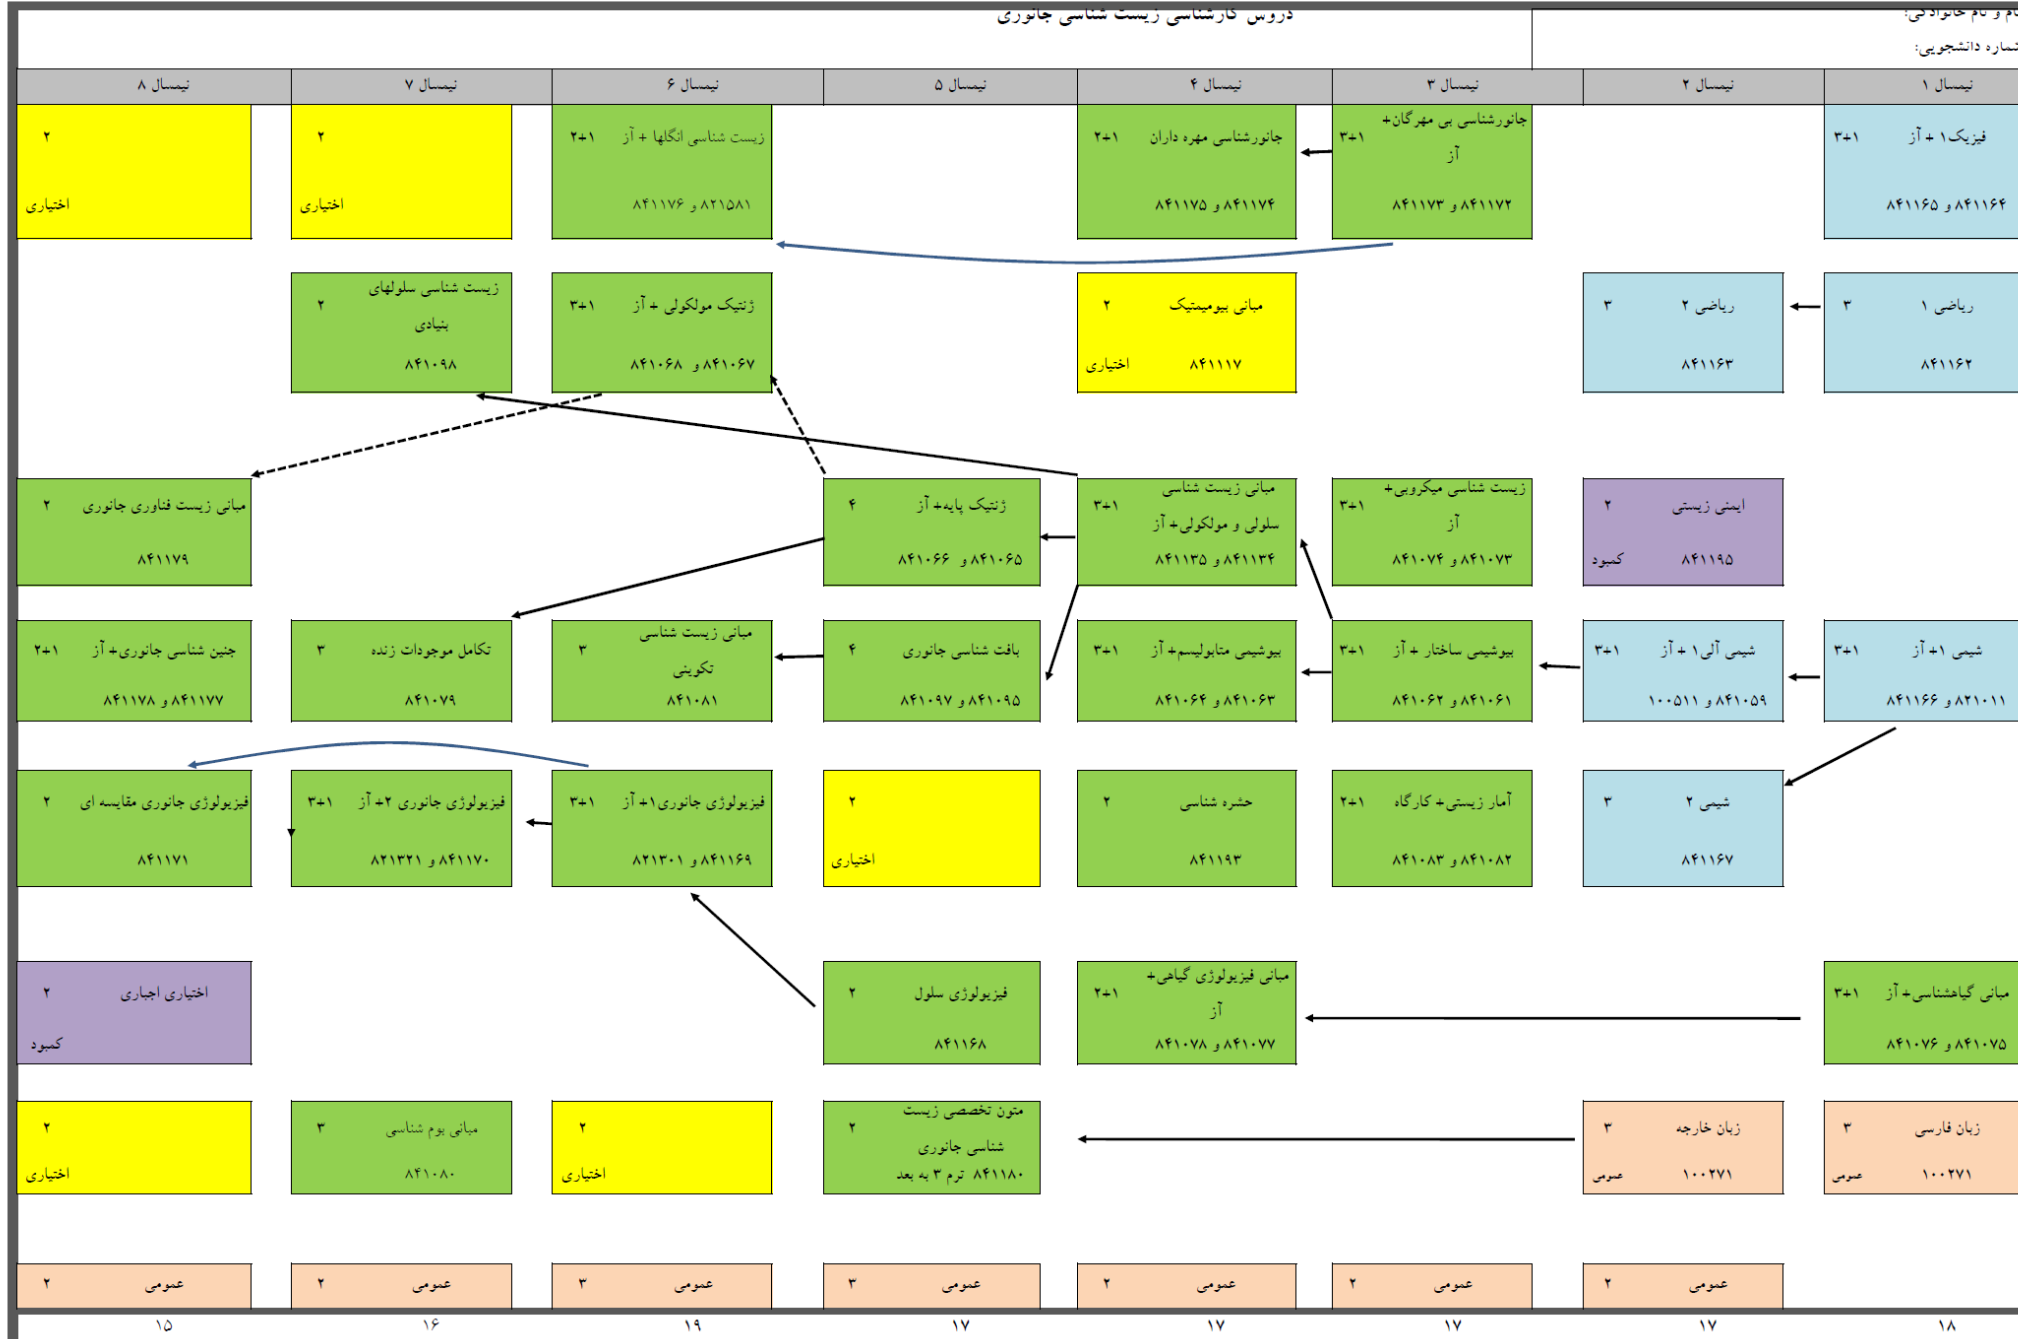 دروس کارشناسی زیست شناسی جانوری
نام و نام خانوادگی:
شماره دانشجویی:
نیمسال ۱
نیمسال ۲
نیمسال ۳
نیمسال ۴
نیمسال ۵
نیمسال ۶
نیمسال ۷
نیمسال ۸
فیزیک۱ + آز ۳+۱
۸۴۱۱۶۴ و ۸۴۱۱۶۵
جانورشناسی بی مهرگان+
آز ۳+۱
۸۴۱۱۷۲ و ۸۴۱۱۷۳
جانورشناسی مهره داران ۲+۱
۸۴۱۱۷۴ و ۸۴۱۱۷۵
زیست شناسی انگلها + آز ۲+۱
۸۲۱۵۸۱ و ۸۴۱۱۷۶
۲
اختیاری
۲
اختیاری
ریاضی ۱ ۳
۸۴۱۱۶۲
ریاضی ۲ ۳
۸۴۱۱۶۳
مبانی بیومیمتیک ۲
۸۴۱۱۱۷ اختیاری
ژنتیک مولکولی + آز ۳+۱
۸۴۱۰۶۷ و ۸۴۱۰۶۸
زیست شناسی سلولهای ۲
بنیادی
۸۴۱۰۹۸
ایمنی زیستی ۲
۸۴۱۱۹۵ کمبود
زیست شناسی میکروبی+
آز ۳+۱
۸۴۱۰۷۳ و ۸۴۱۰۷۴
مبانی زیست شناسی ۳+۱
سلولی و مولکولی+ آز
۸۴۱۱۳۴ و ۸۴۱۱۳۵
ژنتیک پایه+ آز ۴
۸۴۱۰۶۵ و ۸۴۱۰۶۶
مبانی زیست فناوری جانوری ۲
۸۴۱۱۷۹
شیمی ۱+ آز ۳+۱
۸۲۱۰۱۱ و ۸۴۱۱۶۶
شیمی آلی۱ + آز ۳+۱
۸۴۱۰۵۹ و ۱۰۰۵۱۱
بیوشیمی ساختار + آز ۳+۱
۸۴۱۰۶۱ و ۸۴۱۰۶۲
بیوشیمی متابولیسم+ آز ۳+۱
۸۴۱۰۶۳ و ۸۴۱۰۶۴
بافت شناسی جانوری ۴
۸۴۱۰۹۵ و ۸۴۱۰۹۷
مبانی زیست شناسی ۳
تکوینی
۸۴۱۰۸۱
تکامل موجودات زنده ۳
۸۴۱۰۷۹
جنین شناسی جانوری+ آز ۲+۱
۸۴۱۱۷۷ و ۸۴۱۱۷۸
شیمی ۲ ۳
۸۴۱۱۶۷
آمار زیستی+ کارگاه ۲+۱
۸۴۱۰۸۲ و ۸۴۱۰۸۳
حشره شناسی ۲
۸۴۱۱۹۳
۲
اختیاری
فیزیولوژی جانوری۱+ آز ۳+۱
۸۴۱۱۶۹ و ۸۲۱۳۰۱
فیزیولوژی جانوری ۲+ آز ۳+۱
۸۴۱۱۷۰ و ۸۲۱۳۲۱
فیزیولوژی جانوری مقایسه ای ۲
۸۴۱۱۷۱
مبانی گیاهشناسی+ آز ۳+۱
۸۴۱۰۷۵ و ۸۴۱۰۷۶
مبانی فیزیولوژی گیاهی+
آز ۲+۱
۸۴۱۰۷۷ و ۸۴۱۰۷۸
فیزیولوژی سلول ۲
۸۴۱۱۶۸
اختیاری اجباری ۲
کمبود
زبان فارسی ۳
۱۰۰۲۷۱ عمومی
زبان خارجه ۳
۱۰۰۲۷۱ عمومی
متون تخصصی زیست ۲
شناسی جانوری
۸۴۱۱۸۰ ترم ۳ به بعد
۲
اختیاری
مبانی بوم شناسی ۳
۸۴۱۰۸۰
۲
اختیاری
عمومی ۲
عمومی ۲
عمومی ۲
عمومی ۳
عمومی ۳
عمومی ۲
عمومی ۲
۱۸
۱۷
۱۷
۱۷
۱۷
۱۹
۱۶
۱۵